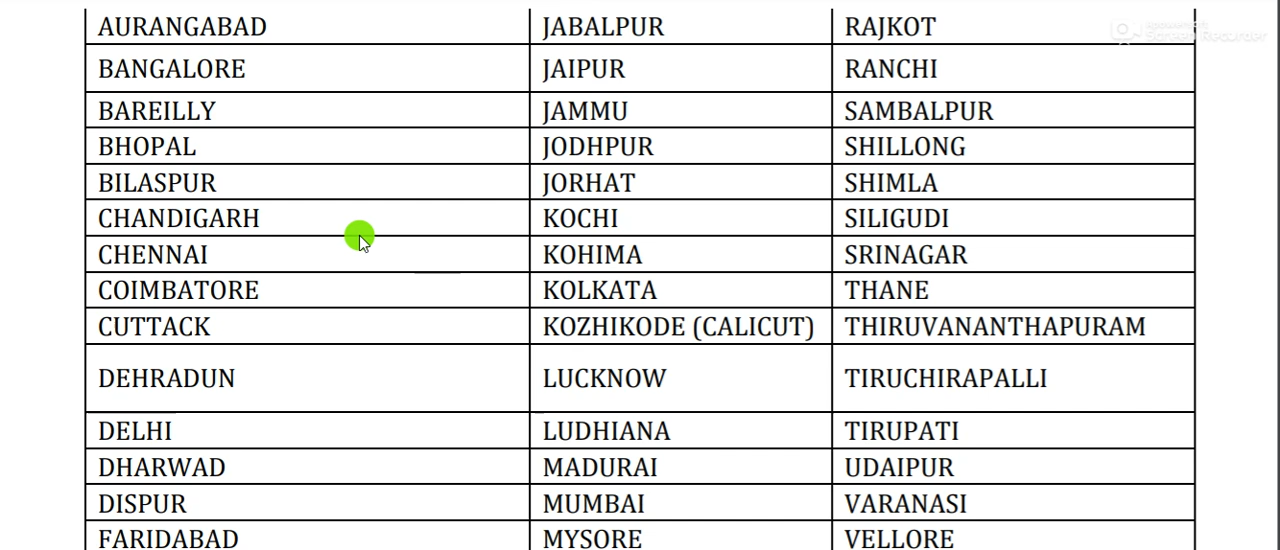 AURANGABAD JABALPUR RAJKOT
BANGALORE JAIPUR RANCHI
BAREILLY JAMMU SAMBALPUR
BHOPAL JODHPUR SHILLONG
BILASPUR JORHAT SHIMLA
CHANDIGARH KOCHI SILIGUDI
CHENNAI KOHIMA SRINAGAR
COIMBATORE KOLKATA THANE
CUTTACK KOZHIKODE (CALICUT) THIRUVANANTHAPURAM
DEHRADUN LUCKNOW TIRUCHIRAPALLI
DELHI LUDHIANA TIRUPATI
DHARWAD MADURAI UDAIPUR
DISPUR MUMBAI VARANASI
FARIDABAD MYSORE VELLORE
Screen Recorder